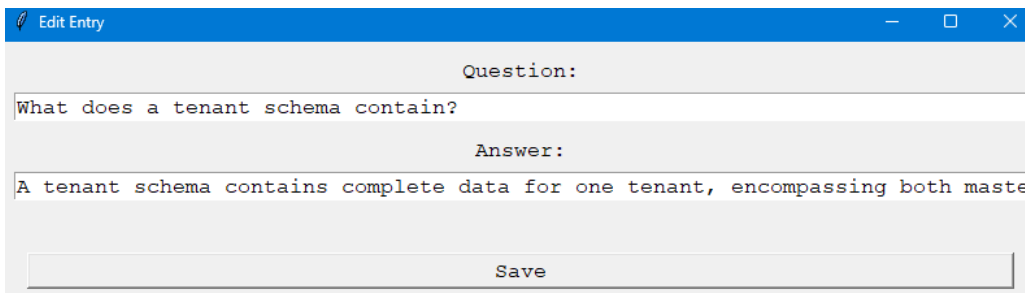 Edit Entry
Question:
What does a tenant schema contain?
Answer:
A tenant schema contains complete data for one tenant, encompassing both maste
Save